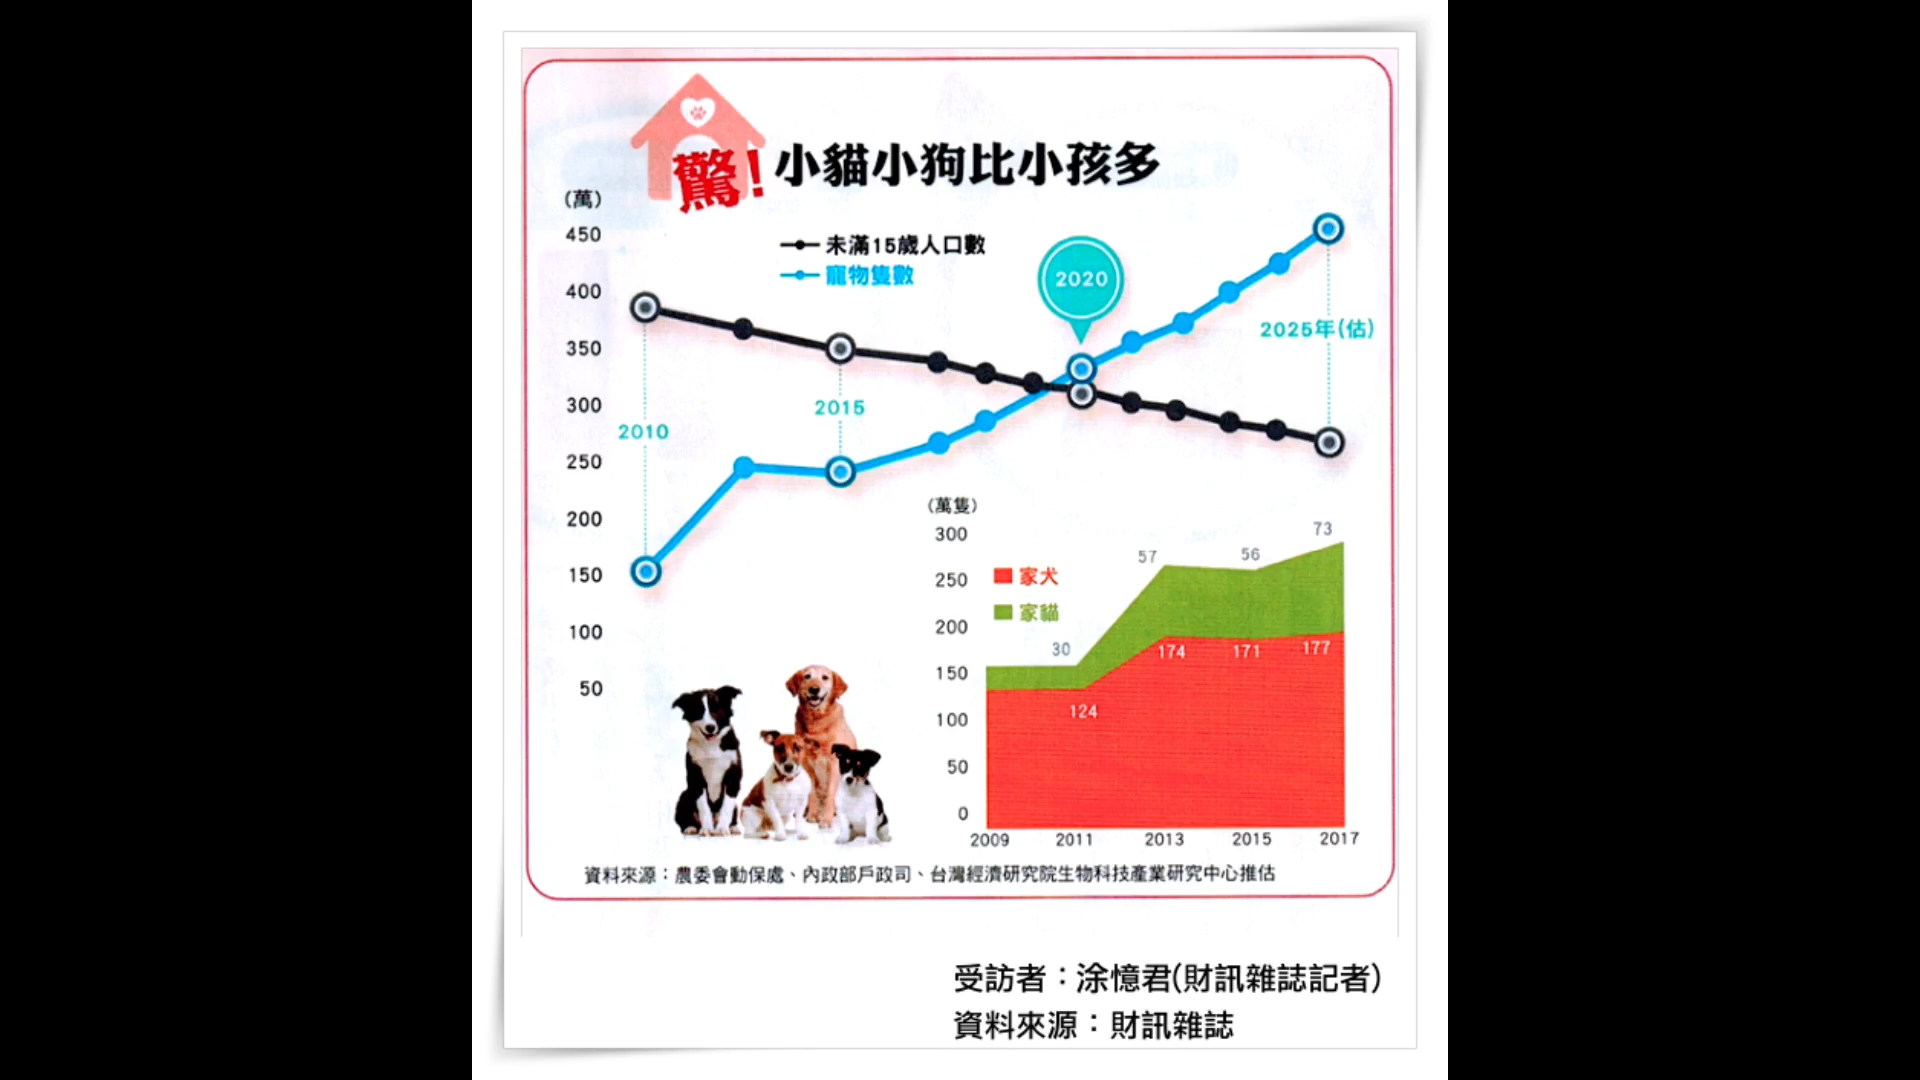 驚!小貓小狗比小孩多
(萬)
450
400
350
300
250
200
150
100
50
未滿15歲人口數
寵物隻數
2010
2015
2020
2025年(估)
(萬隻)
300
250
200
150
100
50
0
家犬
家貓
30
57
56
73
124
174
171
177
2009 2011 2013 2015 2017
資料來源:農委會動保處、內政部戶政司、台灣經濟研究院生物科技產業研究中心推估
受訪者:涂憶君(財訊雜誌記者)
資料來源:財訊雜誌